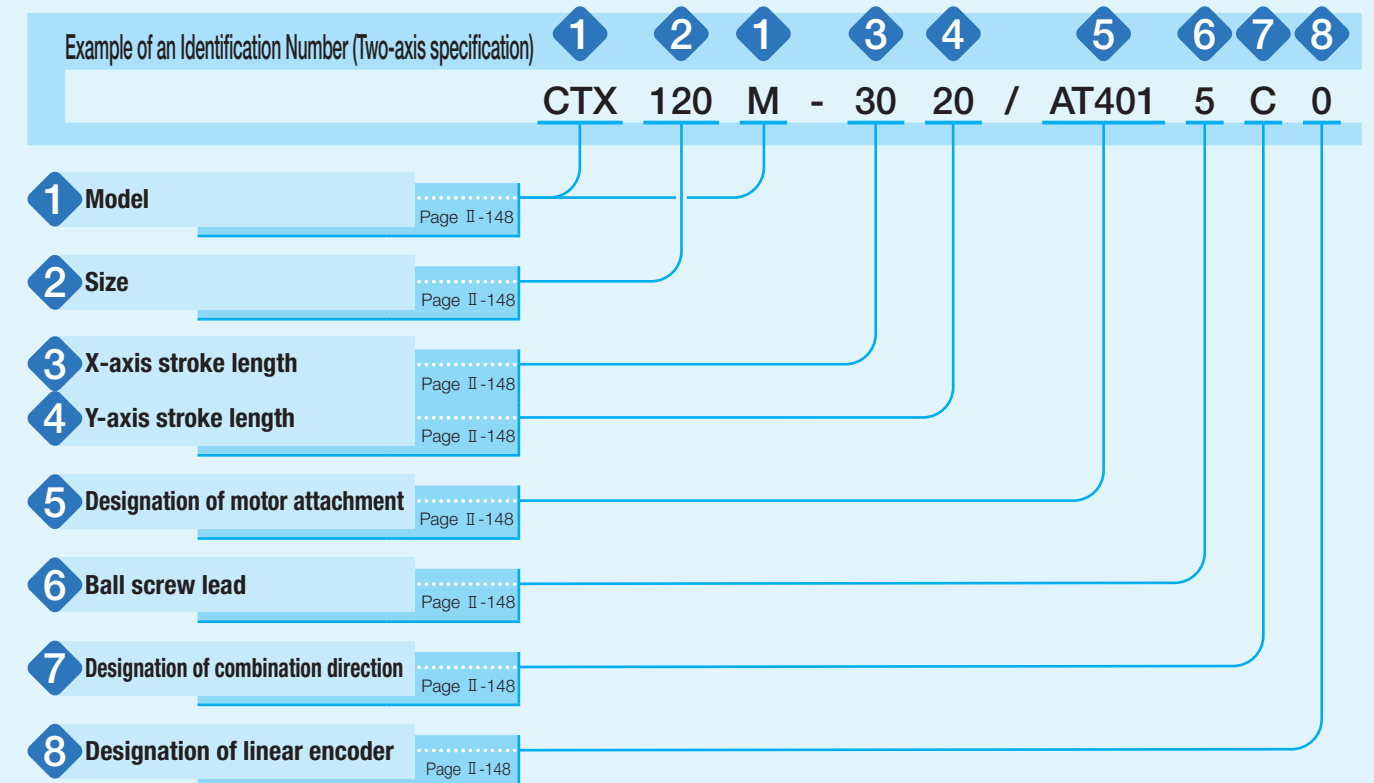 Example of an Identification Number (Two-axis specification) 1 2 1 3 4 5 6 7 8
CTX 120 M - 30 20 / AT401 5 C 0
1 Model
Page Ⅱ-148
2 Size
Page Ⅱ-148
3 X-axis stroke length
Page Ⅱ-148
4 Y-axis stroke length
Page Ⅱ-148
5 Designation of motor attachment
Page Ⅱ-148
6 Ball screw lead
Page Ⅱ-148
7 Designation of combination direction
Page Ⅱ-148
8 Designation of linear encoder
Page Ⅱ-148